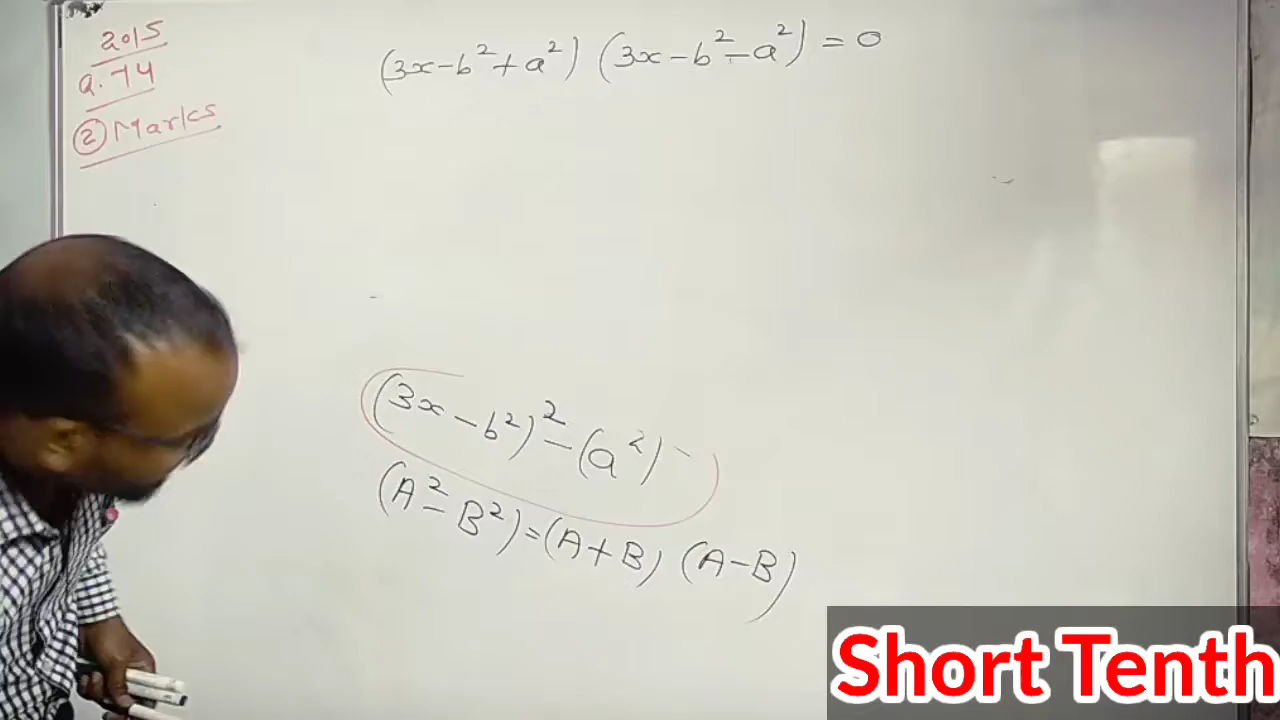 2015
Q.74
② Marks
(3x-b²+a²) (3x-b²-a²) = 0
(3x-b²)²-(a²)
(A²-B²)=(A+B) (A-B)
Short Tenth